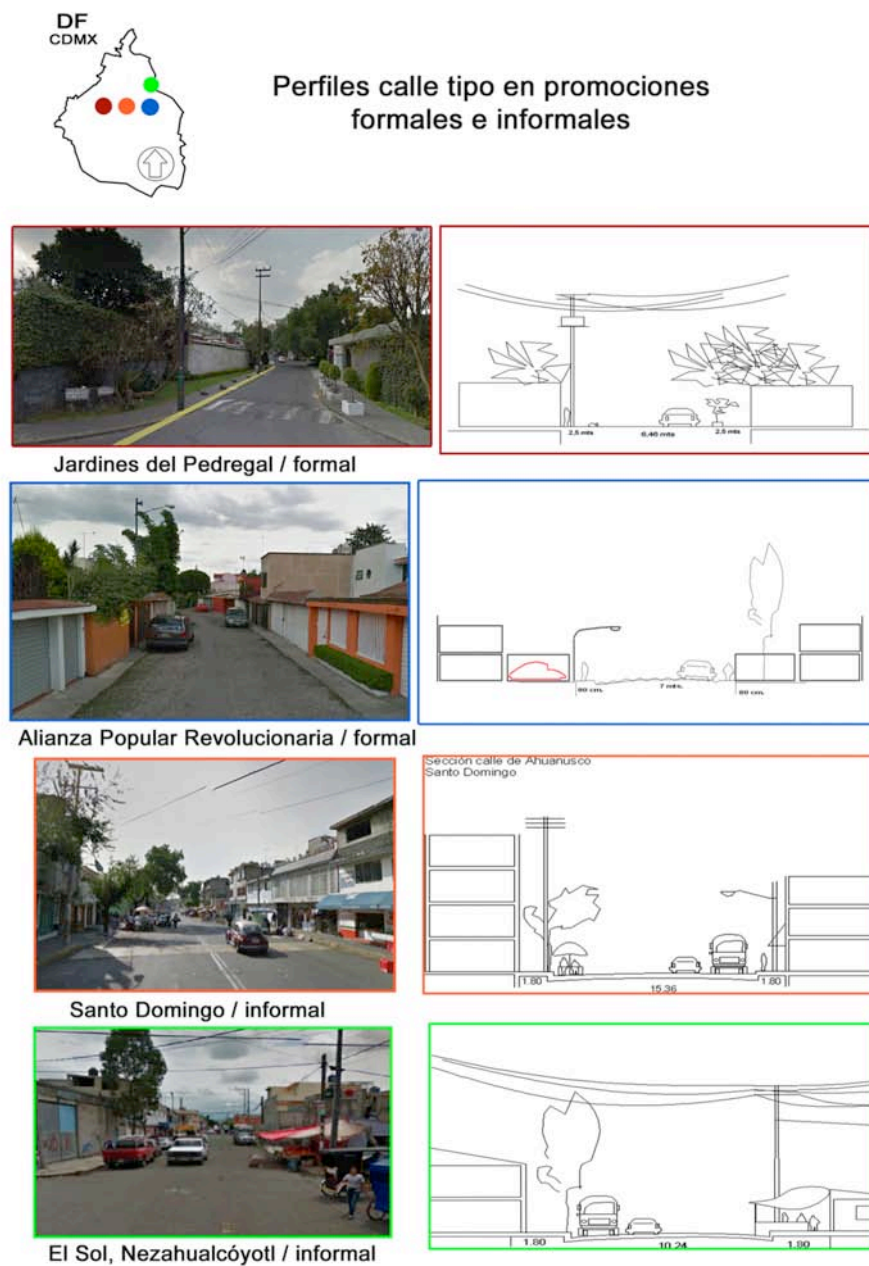 DF
CDMX
Perfiles calle tipo en promociones
formales e informales
2,5 mts
6,46 mts
2,5 mts
Jardines del Pedregal / formal
90 cm.
7 mts.
80 cm.
Alianza Popular Revolucionaria / formal
Sección calle de Ahuanusco
Santo Domingo
1.80
15.36
1.80
Santo Domingo / informal
1.80
10.24
1.80
El Sol, Nezahualcóyotl / informal